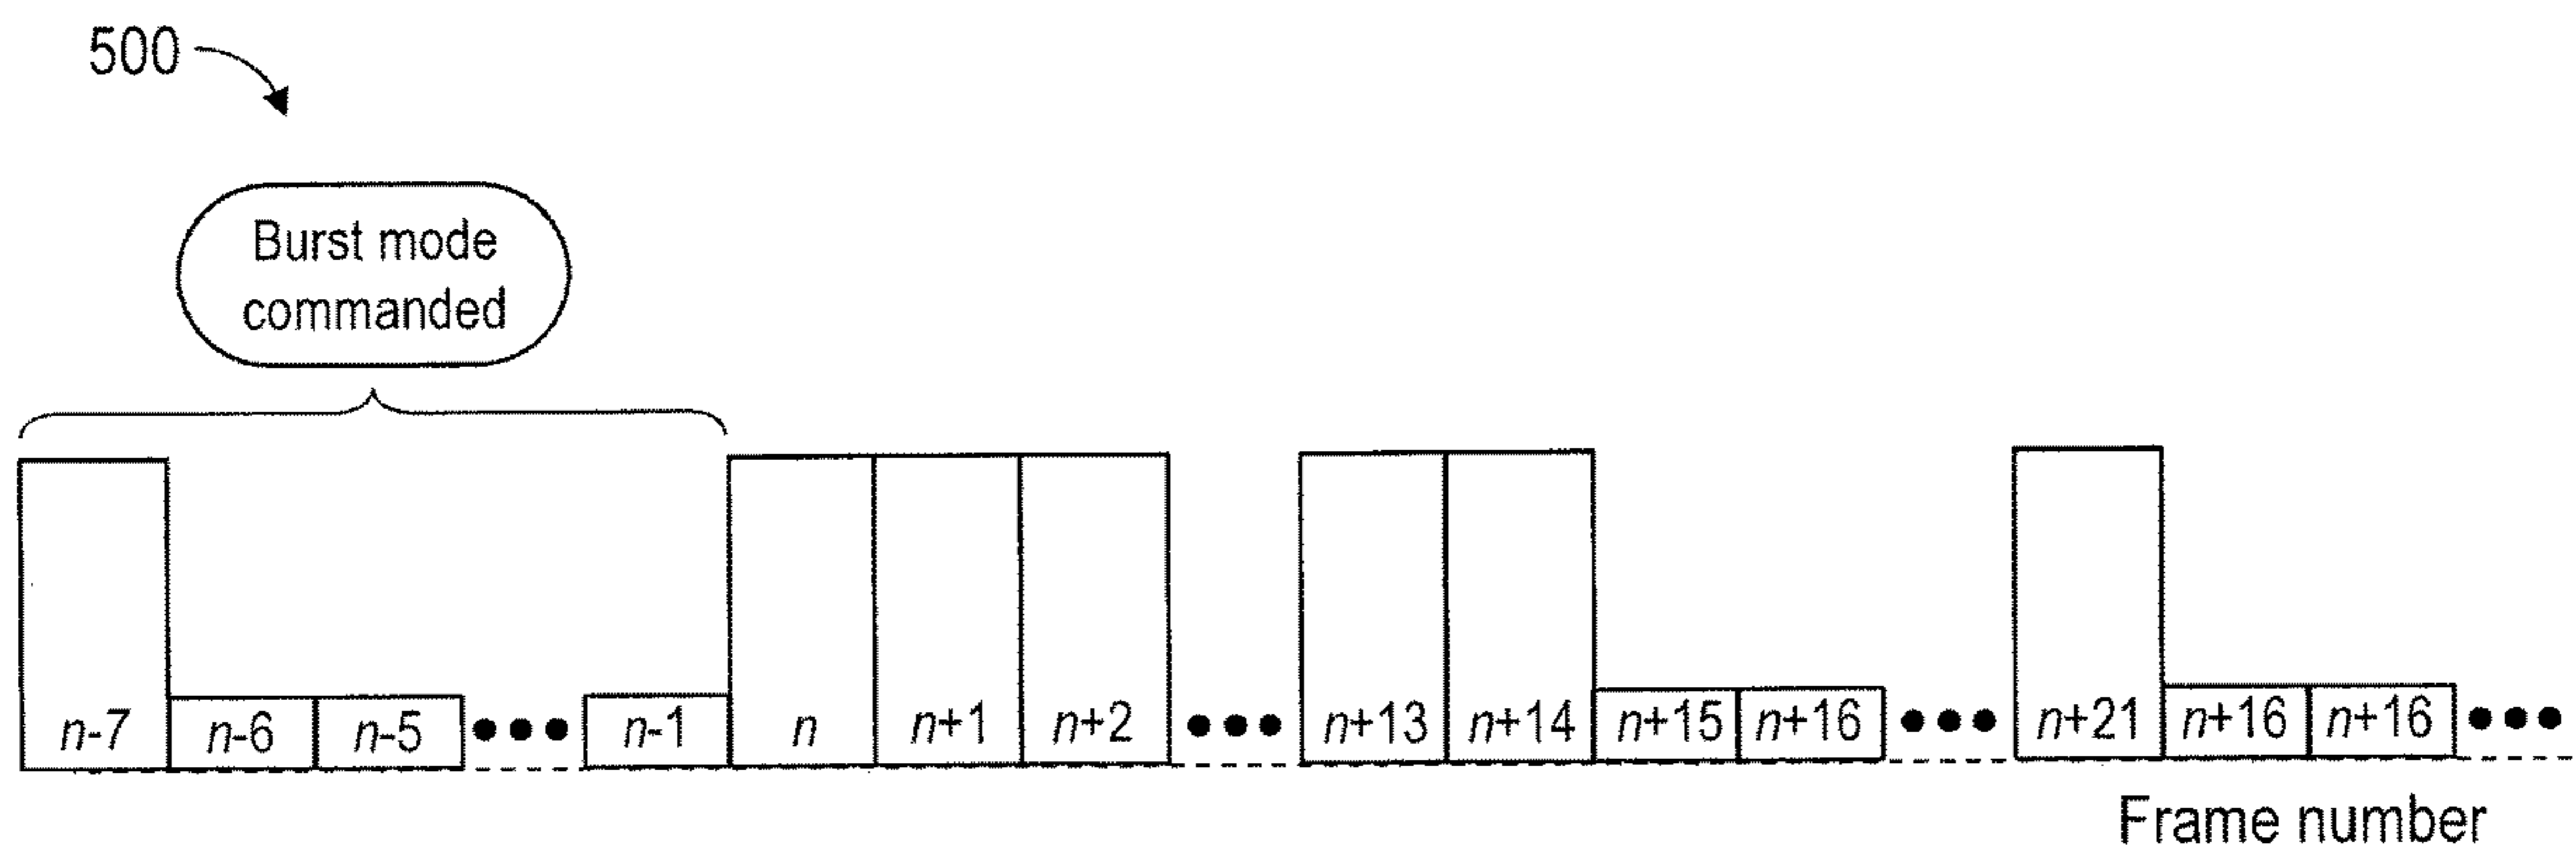 500
Burst mode
commanded
n-7 n-6 n-5 ●●● n-1 n n+1 n+2 ●●● n+13 n+14 n+15 n+16 ●●● n+21 n+16 n+16 ●●●
Frame number